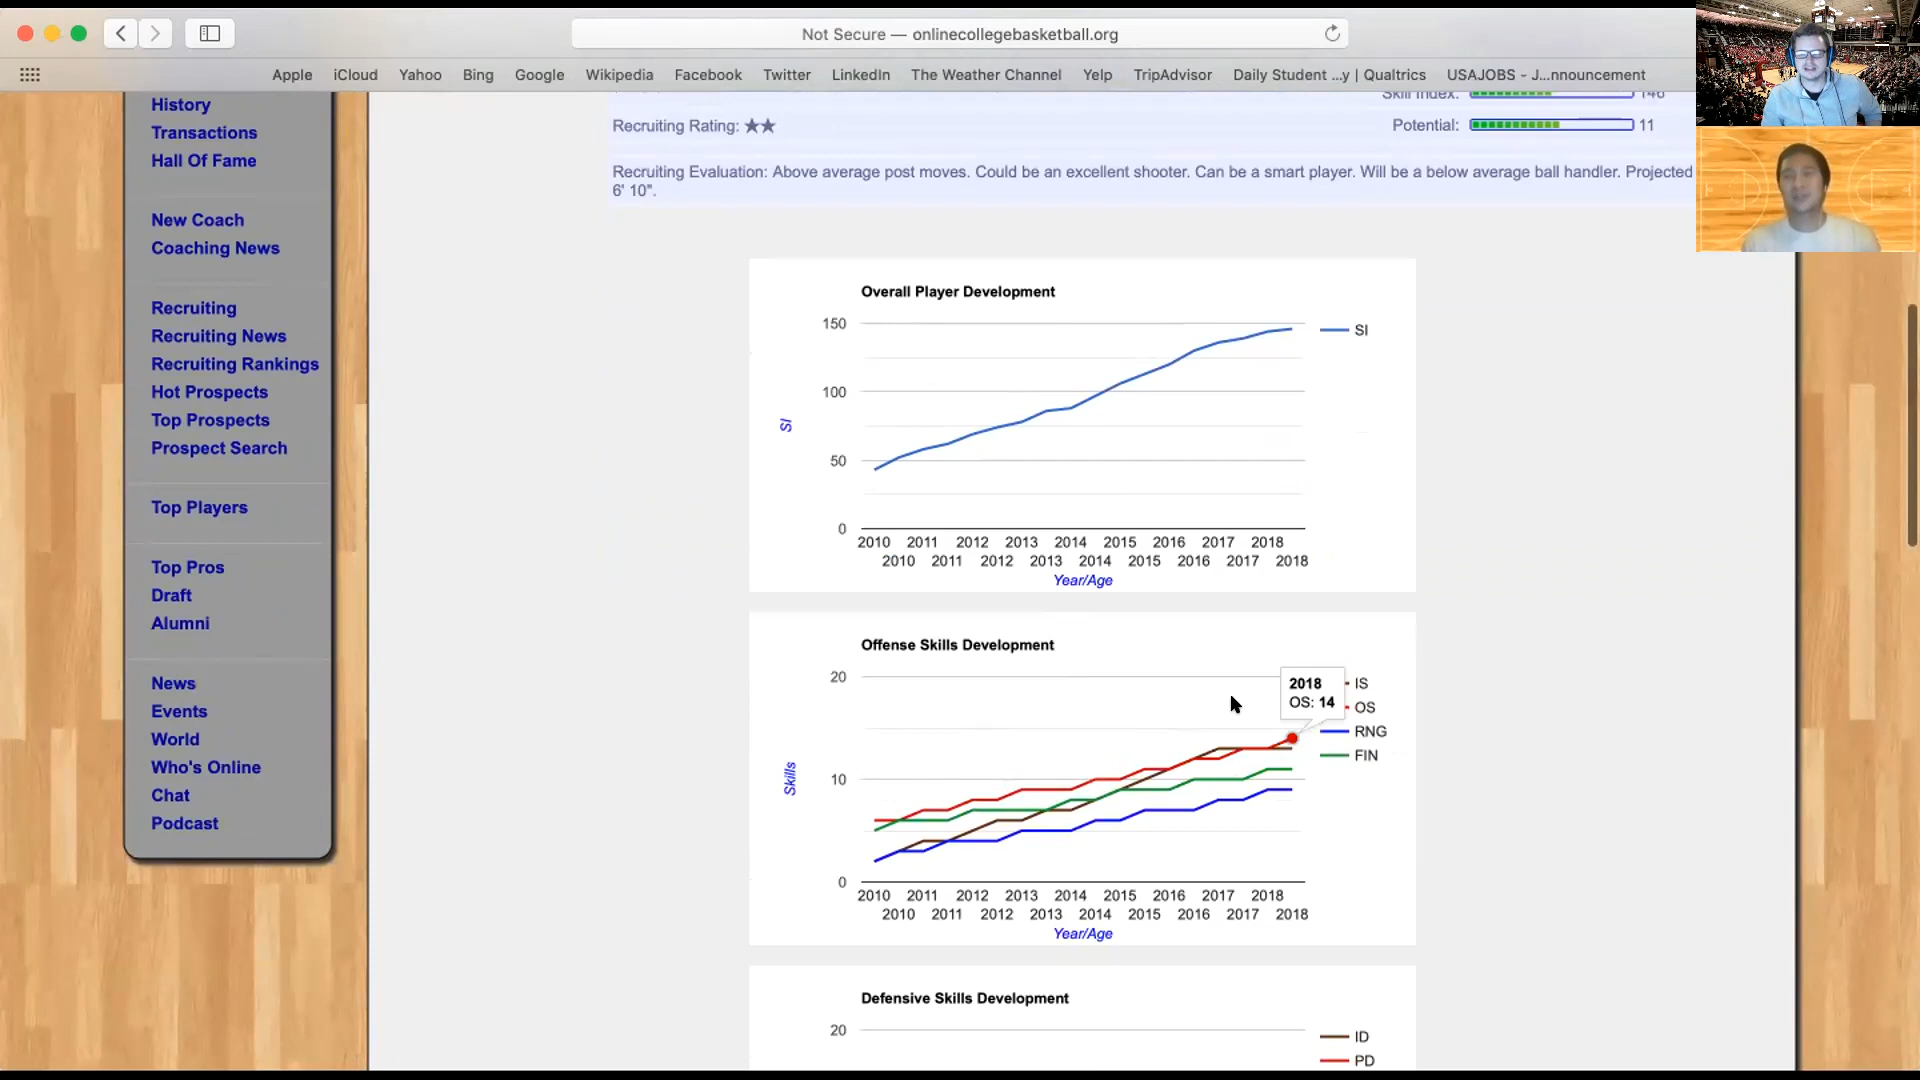 Not Secure — onlinecollegebasketball.org
Apple iCloud Yahoo Bing Google Wikipedia Facebook Twitter LinkedIn The Weather Channel Yelp TripAdvisor Daily Student ...y | Qualtrics USAJOBS - J...nnouncement
History
Transactions
Hall Of Fame
New Coach
Coaching News
Recruiting
Recruiting News
Recruiting Rankings
Hot Prospects
Top Prospects
Prospect Search
Top Players
Top Pros
Draft
Alumni
News
Events
World
Who's Online
Chat
Podcast
Skill Index: 146
Recruiting Rating: ★★ Potential: 11
Recruiting Evaluation: Above average post moves. Could be an excellent shooter. Can be a smart player. Will be a below average ball handler. Projected
6' 10".
Overall Player Development
150
100
50
0
SI
SI
2010 2011 2012 2013 2014 2015 2016 2017 2018
2010 2011 2012 2013 2014 2015 2016 2017 2018
Year/Age
Offense Skills Development
20
10
0
Skills
2018
OS: 14
IS
OS
RNG
FIN
2010 2011 2012 2013 2014 2015 2016 2017 2018
2010 2011 2012 2013 2014 2015 2016 2017 2018
Year/Age
Defensive Skills Development
20
ID
PD